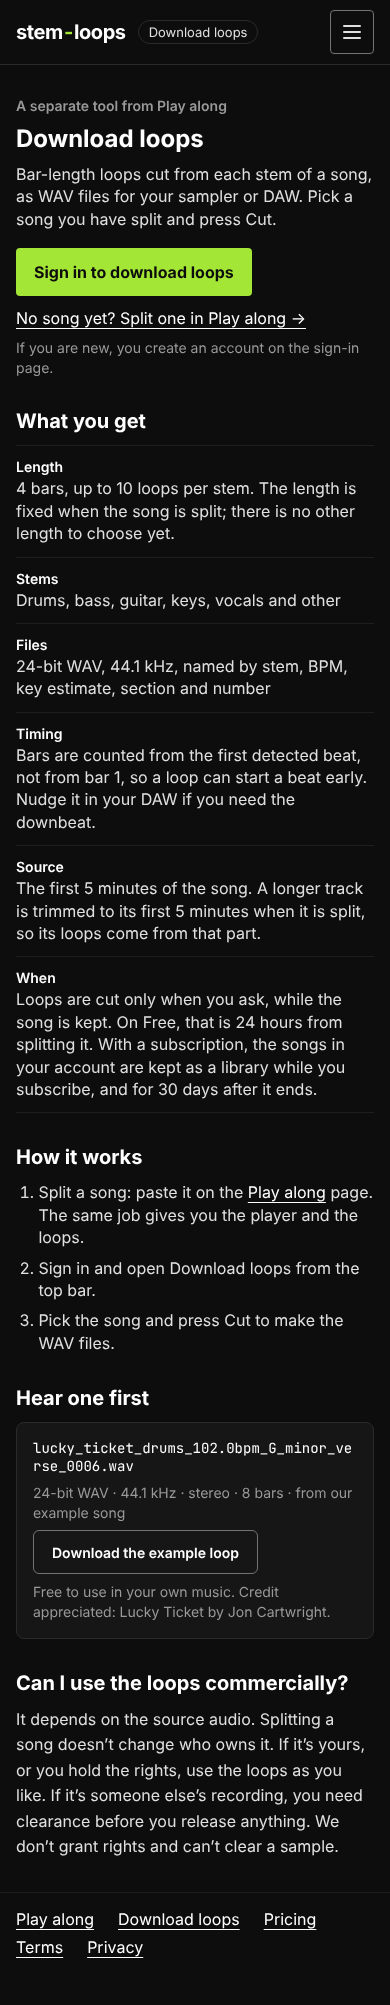 stem-loops
Download loops
A separate tool from Play along
Download loops
Bar-length loops cut from each stem of a song,
as WAV files for your sampler or DAW. Pick a
song you have split and press Cut.
Sign in to download loops
No song yet? Split one in Play along →
If you are new, you create an account on the sign-in
page.
What you get
Length
4 bars, up to 10 loops per stem. The length is
fixed when the song is split; there is no other
length to choose yet.
Stems
Drums, bass, guitar, keys, vocals and other
Files
24-bit WAV, 44.1 kHz, named by stem, BPM,
key estimate, section and number
Timing
Bars are counted from the first detected beat,
not from bar 1, so a loop can start a beat early.
Nudge it in your DAW if you need the
downbeat.
Source
The first 5 minutes of the song. A longer track
is trimmed to its first 5 minutes when it is split,
so its loops come from that part.
When
Loops are cut only when you ask, while the
song is kept. On Free, that is 24 hours from
splitting it. With a subscription, the songs in
your account are kept as a library while you
subscribe, and for 30 days after it ends.
How it works
1. Split a song: paste it on the Play along page.
The same job gives you the player and the
loops.
2. Sign in and open Download loops from the
top bar.
3. Pick the song and press Cut to make the
WAV files.
Hear one first
lucky_ticket_drums_102.0bpm_G_minor_ve
rse_0006.wav
24-bit WAV · 44.1 kHz · stereo · 8 bars · from our
example song
Download the example loop
Free to use in your own music. Credit
appreciated: Lucky Ticket by Jon Cartwright.
Can I use the loops commercially?
It depends on the source audio. Splitting a
song doesn’t change who owns it. If it’s yours,
or you hold the rights, use the loops as you
like. If it’s someone else’s recording, you need
clearance before you release anything. We
don’t grant rights and can’t clear a sample.
Play along Download loops Pricing
Terms Privacy